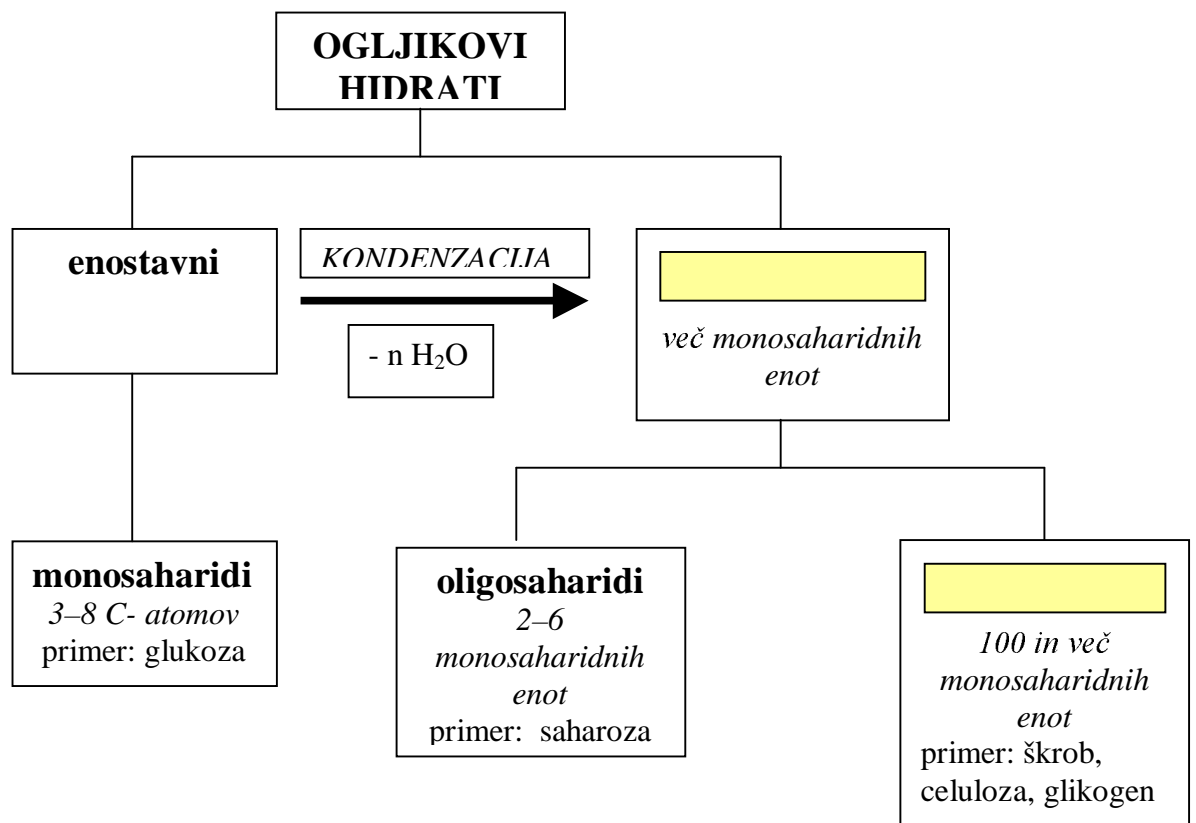 OGLJIKOVI
HIDRATI
enostavni
KONDENZACIJA
- n H₂O
več monosaharidnih
enot
monosaharidi
3–8 C- atomov
primer: glukoza
oligosaharidi
2–6
monosaharidnih
enot
primer: saharoza
100 in več
monosaharidnih
enot
primer: škrob,
celuloza, glikogen